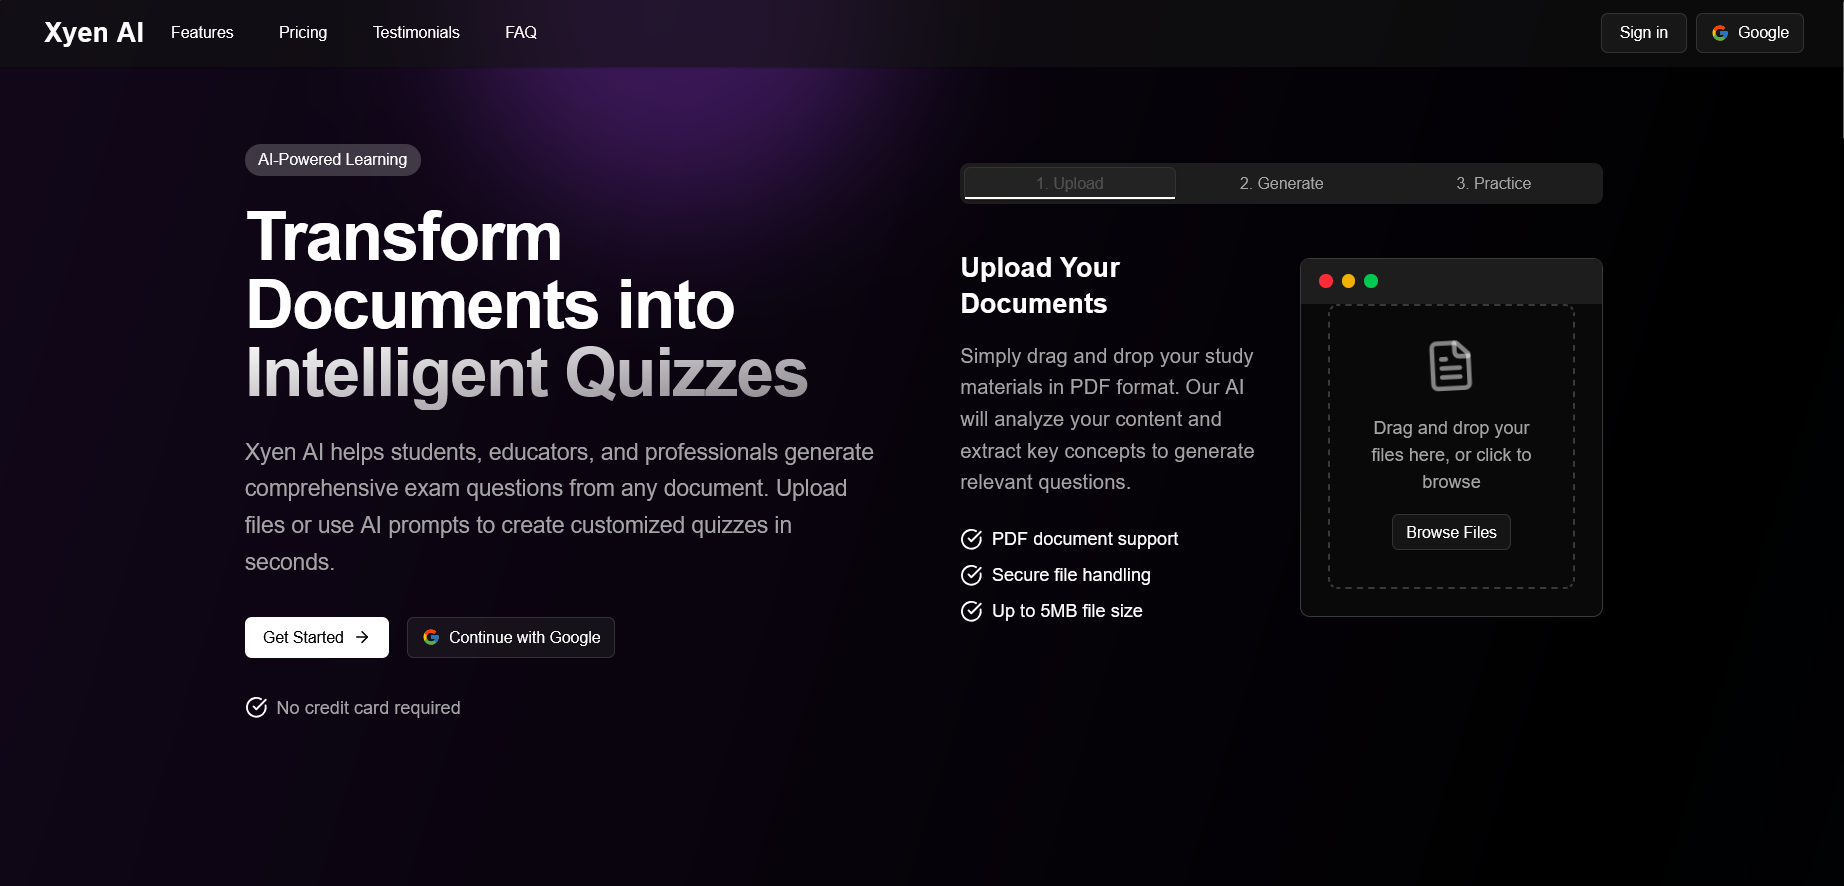 Xyen AI
Features
Pricing
Testimonials
FAQ
Sign in
Google
AI-Powered Learning
Transform
Documents into
Intelligent Quizzes
Xyen AI helps students, educators, and professionals generate
comprehensive exam questions from any document. Upload
files or use AI prompts to create customized quizzes in
seconds.
Get Started
Continue with Google
No credit card required
1. Upload
2. Generate
3. Practice
Upload Your
Documents
Simply drag and drop your study
materials in PDF format. Our AI
will analyze your content and
extract key concepts to generate
relevant questions.
PDF document support
Secure file handling
Up to 5MB file size
Drag and drop your
files here, or click to
browse
Browse Files